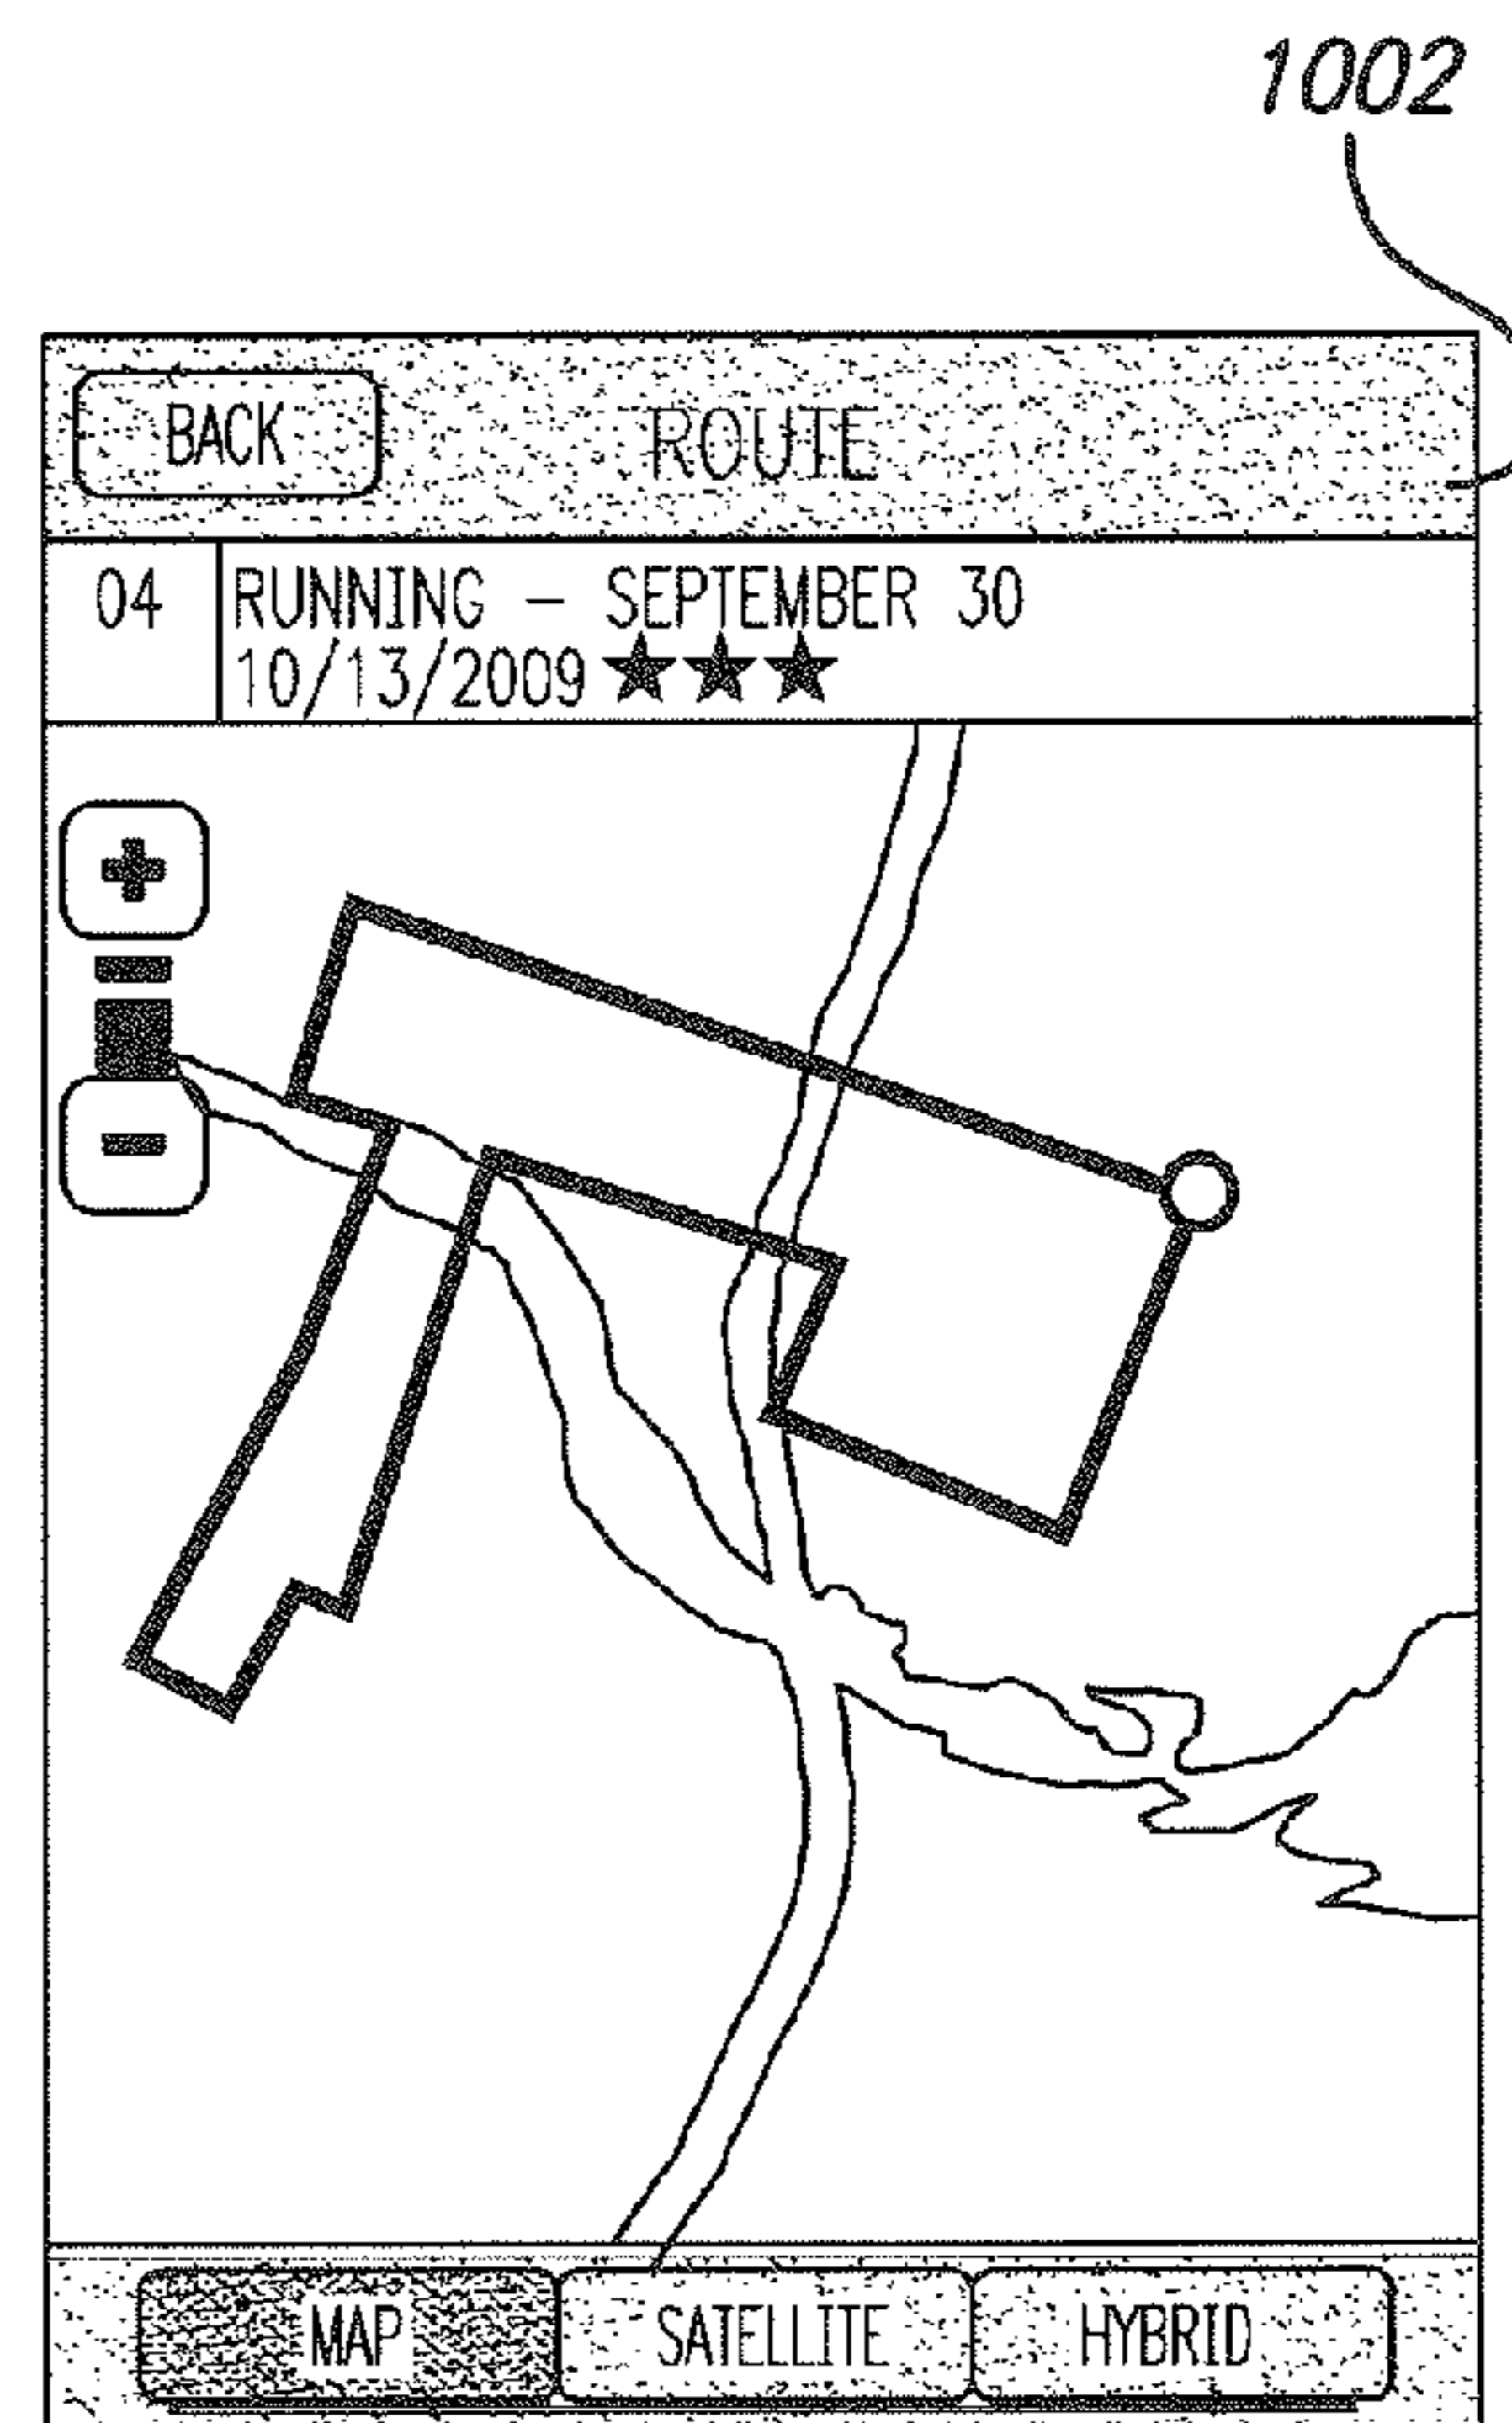 1002
BACK
ROUTE
04
RUNNING – SEPTEMBER 30
10/13/2009 ★★★
+
–
MAP
SATELLITE
HYBRID